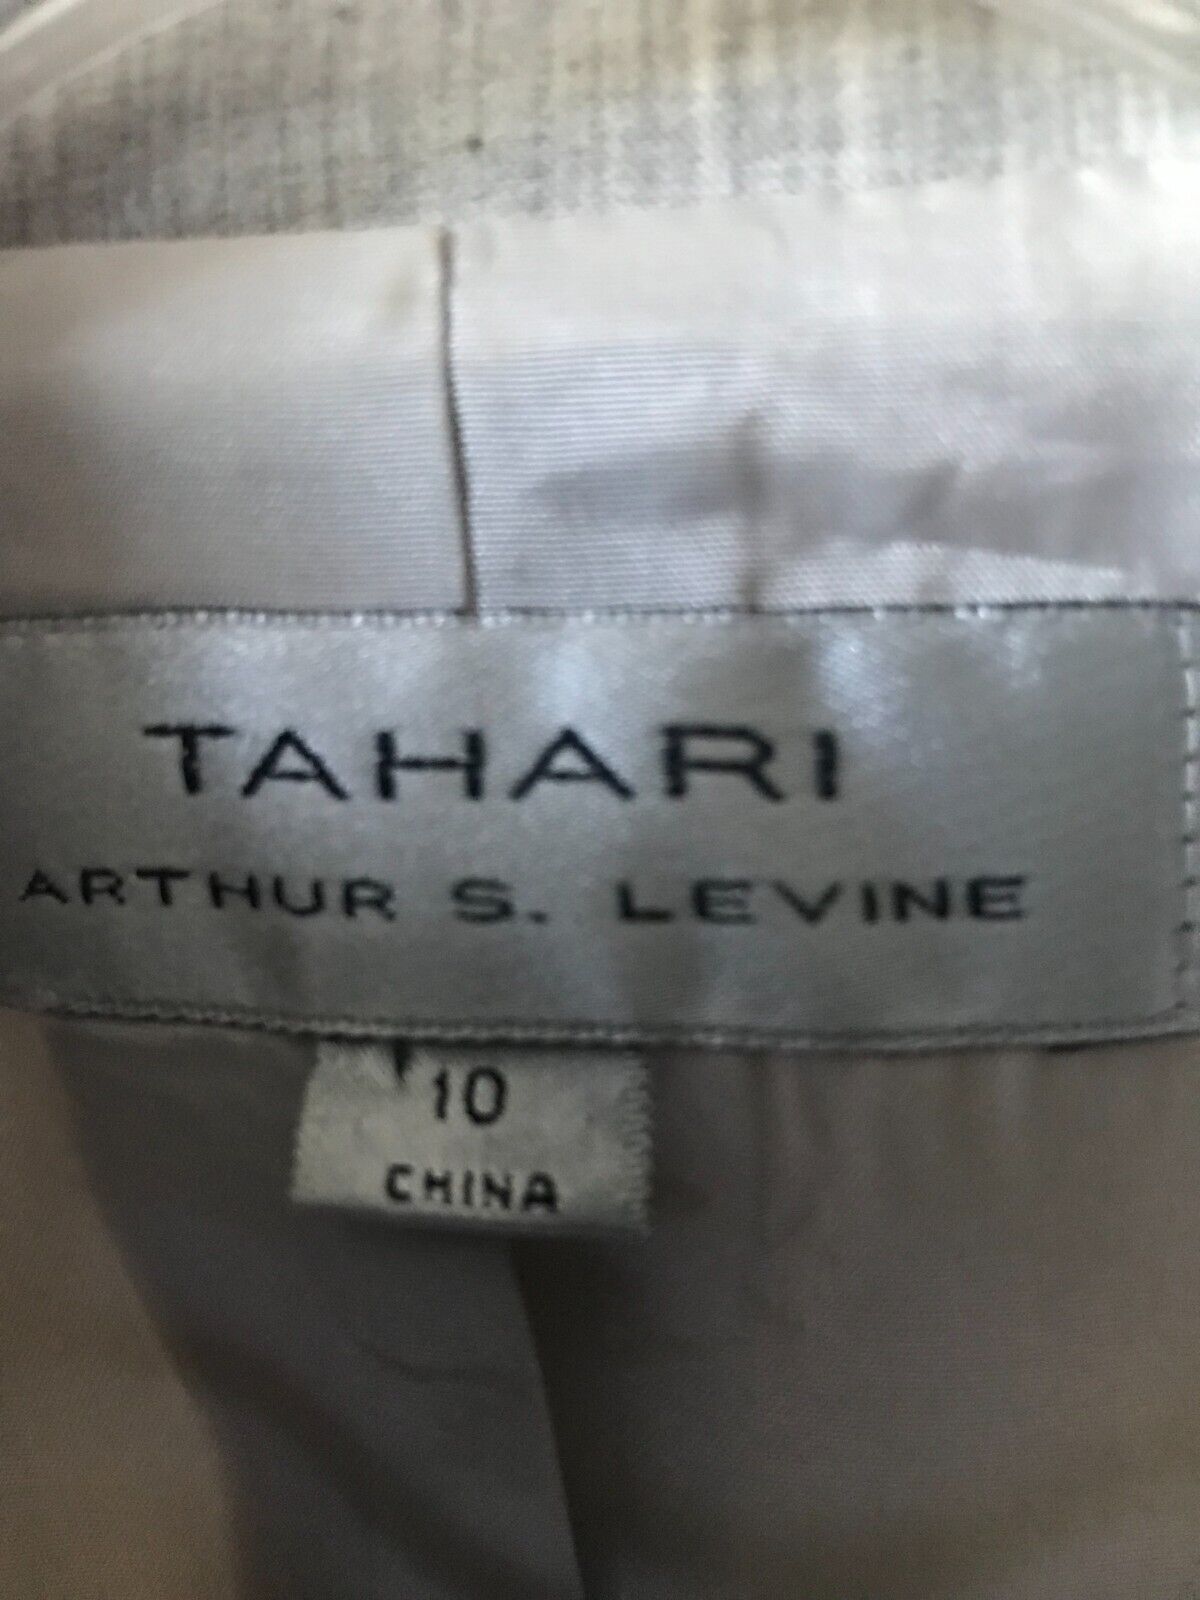 TAHARI
ARTHUR S. LEVINE
10
CHINA